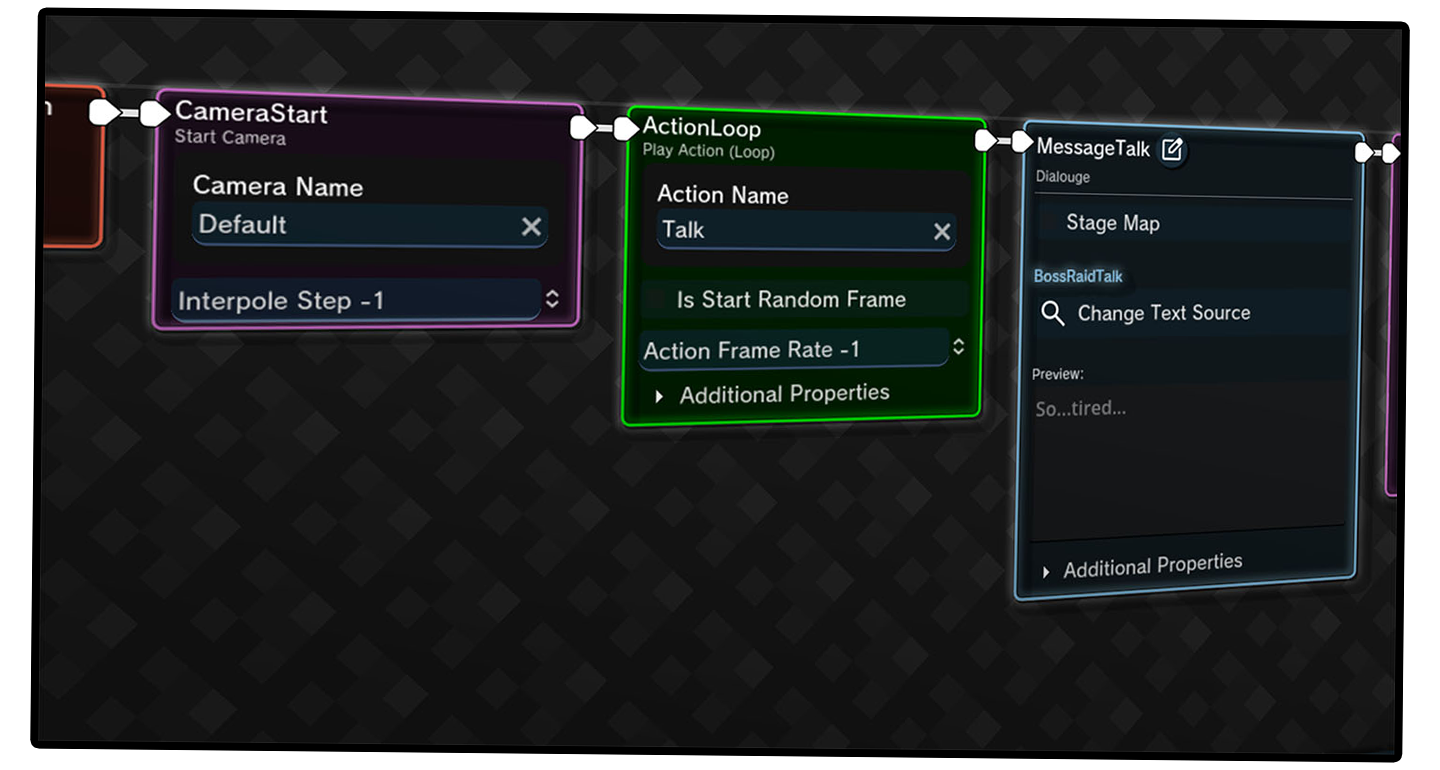 CameraStart
Start Camera
Camera Name
Default
Interpole Step -1
ActionLoop
Play Action (Loop)
Action Name
Talk
Is Start Random Frame
Action Frame Rate -1
Additional Properties
MessageTalk
Dialouge
Stage Map
BossRaidTalk
Change Text Source
Preview:
So...tired...
Additional Properties